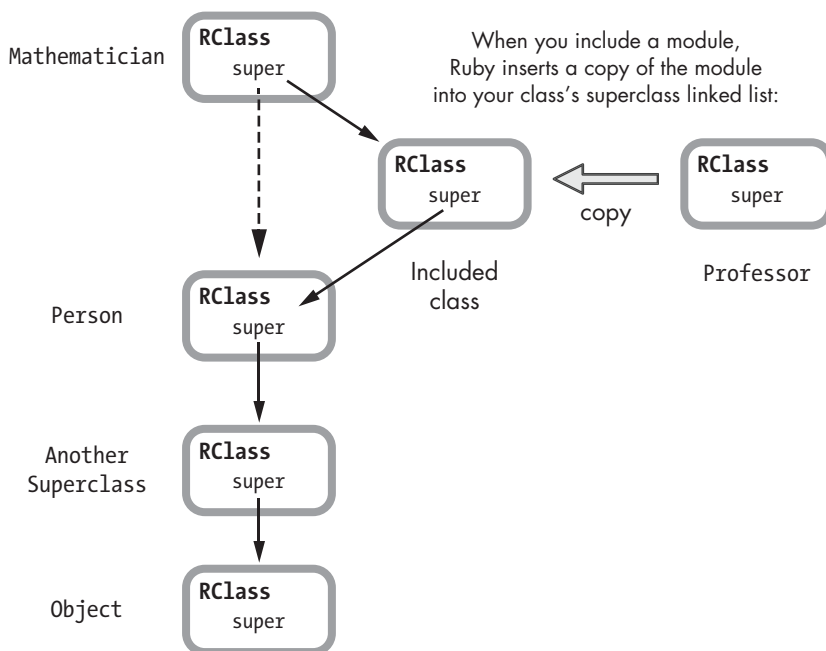 Mathematician
RClass
super
When you include a module,
Ruby inserts a copy of the module
into your class’s superclass linked list:
RClass
super
copy
RClass
super
Included
class
Professor
Person
RClass
super
Another
Superclass
RClass
super
Object
RClass
super